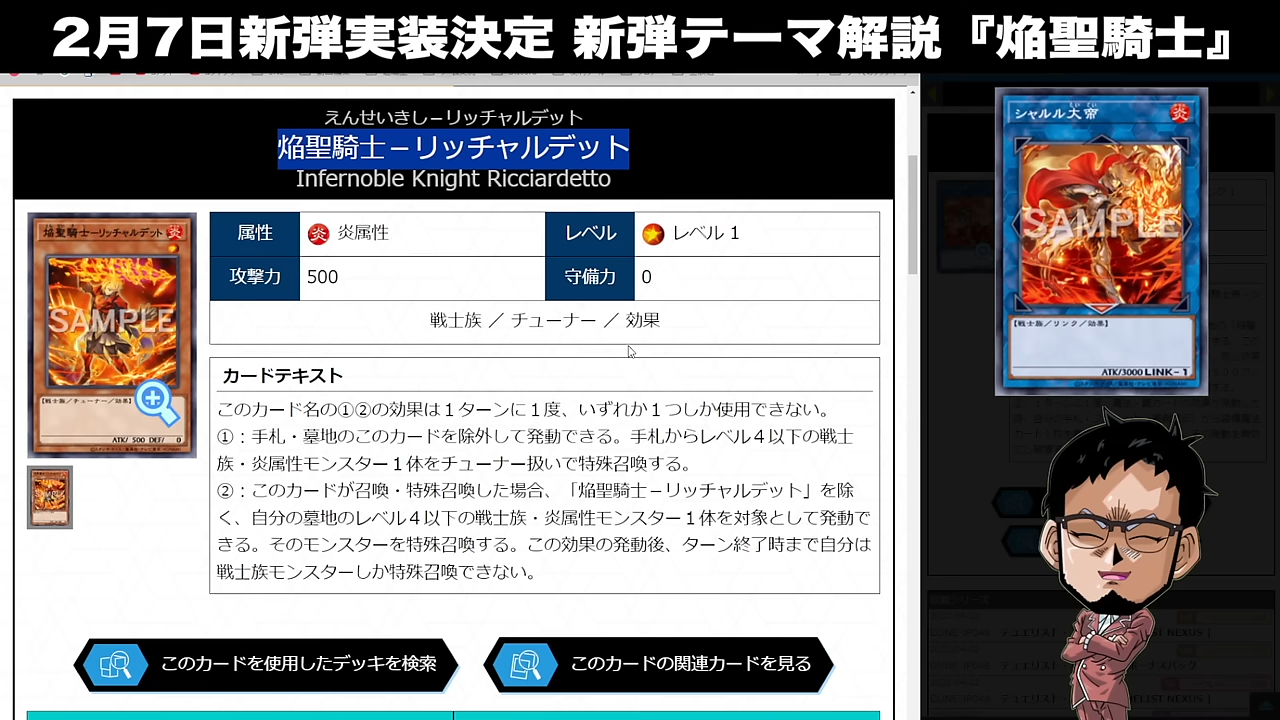 2月7日新弾実装決定 新弾テーマ解説『焔聖騎士』
えんせいきし－リッチャルデット
焔聖騎士－リッチャルデット
Infernoble Knight Ricciardetto
焔聖騎士－リッチャルデット
炎
SAMPLE
【戦士族／チューナー／効果】
ATK/ 500 DEF/ 0
属性
炎
炎属性
レベル
レベル 1
攻撃力
500
守備力
0
戦士族 ／ チューナー ／ 効果
カードテキスト
このカード名の①②の効果は１ターンに１度、いずれか１つしか使用できない。
①：手札・墓地のこのカードを除外して発動できる。手札からレベル４以下の戦士
族・炎属性モンスター１体をチューナー扱いで特殊召喚する。
②：このカードが召喚・特殊召喚した場合、「焔聖騎士－リッチャルデット」を除
く、自分の墓地のレベル４以下の戦士族・炎属性モンスター１体を対象として発動で
きる。そのモンスターを特殊召喚する。この効果の発動後、ターン終了時まで自分は
戦士族モンスターしか特殊召喚できない。
このカードを使用したデッキを検索
このカードの関連カードを見る
シャルル大帝
炎
SAMPLE
【戦士族／リンク／効果】
ATK/3000 LINK-1